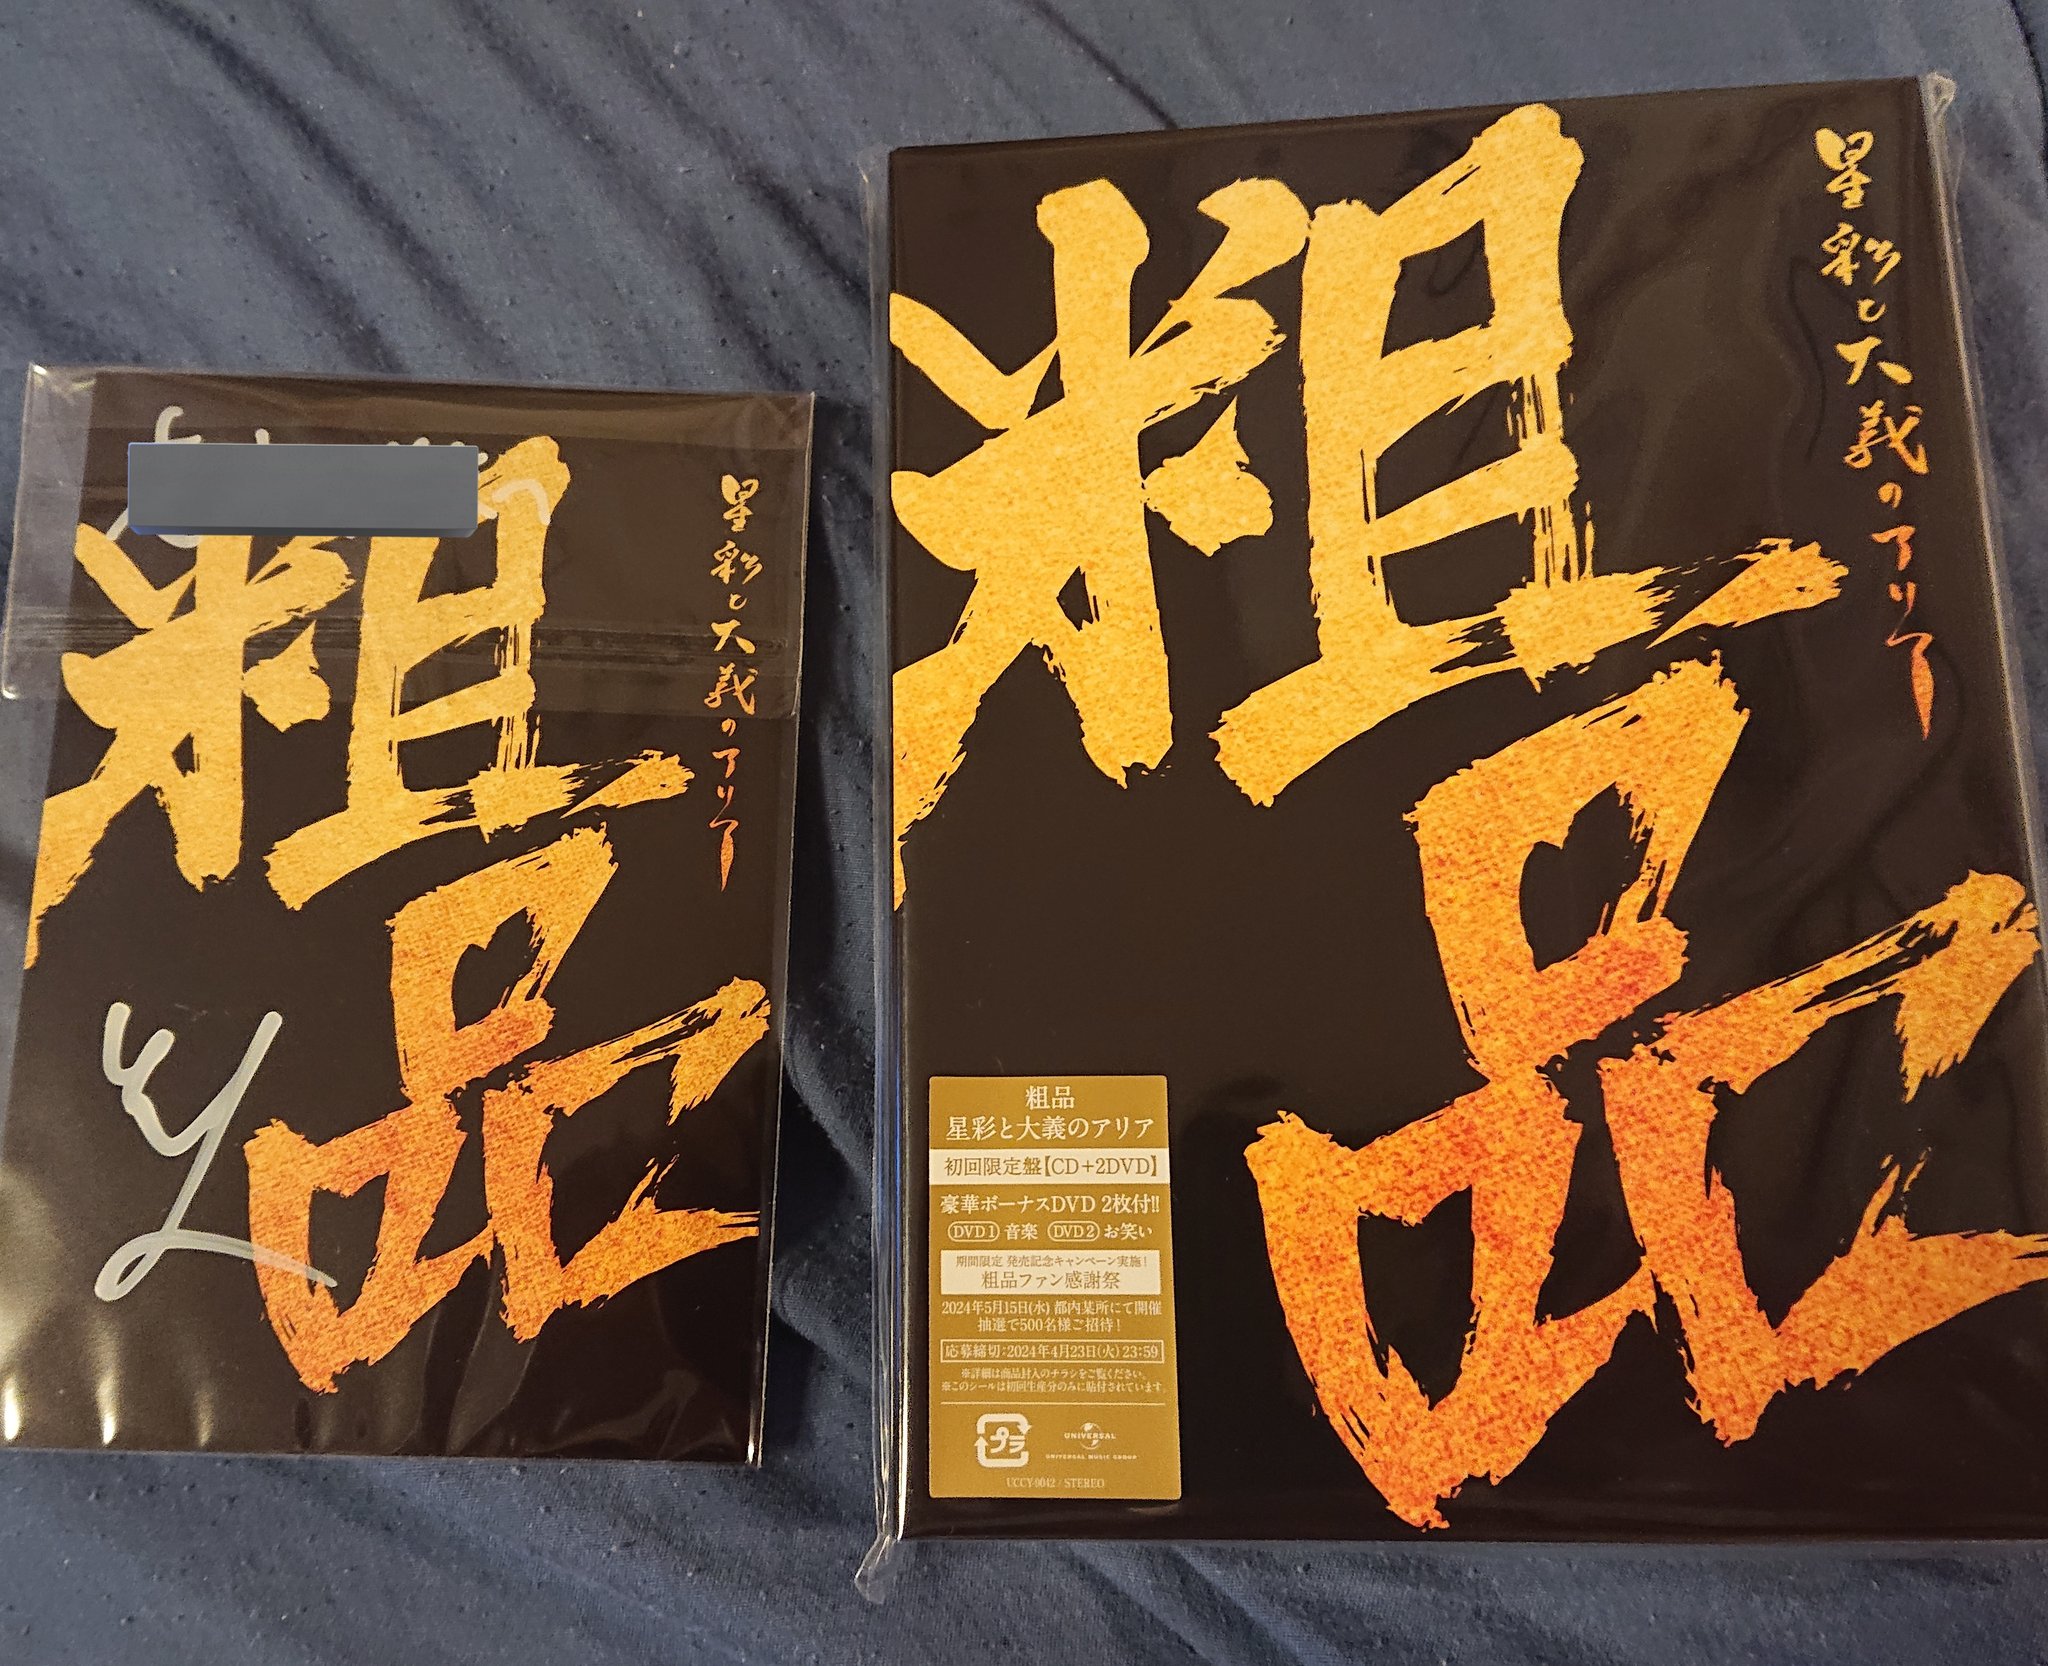 粗品
星彩と大義のアリア
粗品
星彩と大義のアリア
粗品
星彩と大義のアリア
初回限定盤【CD+2DVD】
豪華ボーナスDVD 2枚付!!
DVD1 音楽 DVD2 お笑い
期間限定 発売記念キャンペーン実施!
粗品ファン感謝祭
2024年5月15日(水) 都内某所にて開催
抽選で500名様ご招待!
応募締切:2024年4月23日(火) 23:59
※詳細は商品封入のチラシをご覧ください。
※このシールは初回生産分のみに貼付されています。
プラ
UNIVERSAL
UNIVERSAL MUSIC GROUP
UCCY-9042 / STEREO